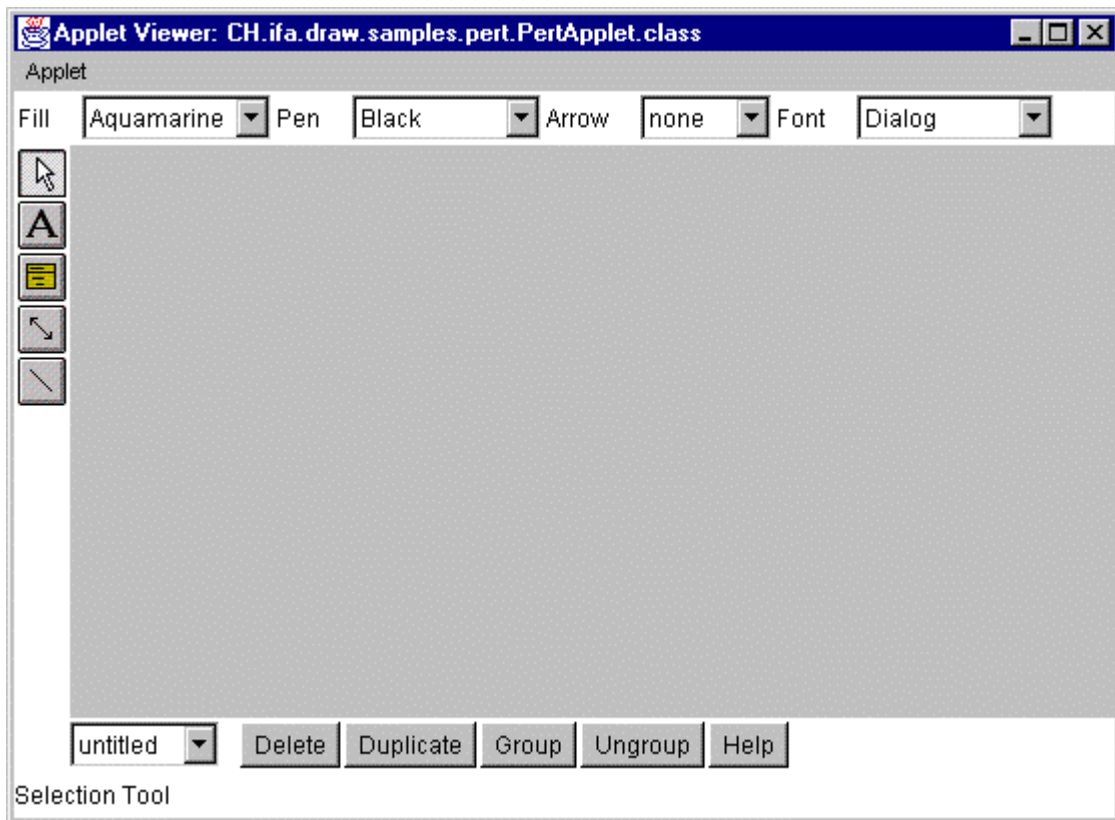 Applet Viewer: CH.ifa.draw.samples.pert.PertApplet.class
Applet
Fill Aquamarine Pen Black Arrow none Font Dialog
A
untitled Delete Duplicate Group Ungroup Help
Selection Tool